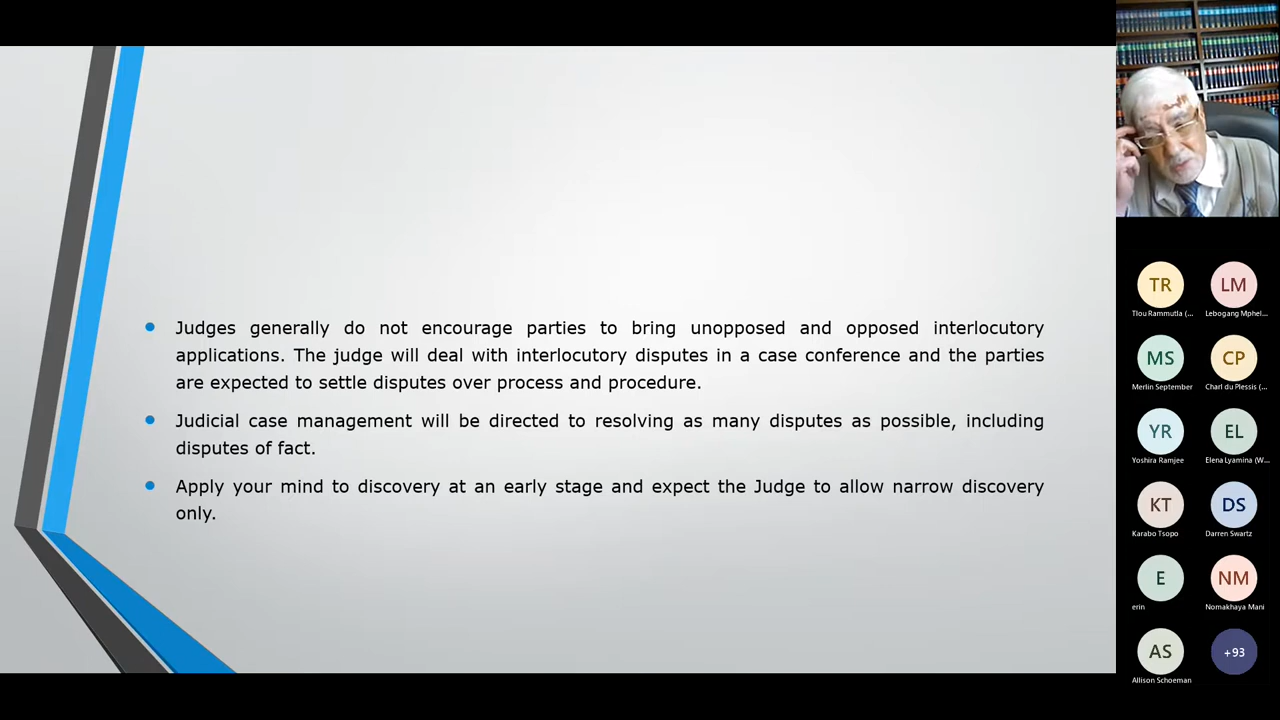 Judges generally do not encourage parties to bring unopposed and opposed interlocutory
applications. The judge will deal with interlocutory disputes in a case conference and the parties
are expected to settle disputes over process and procedure.
Judicial case management will be directed to resolving as many disputes as possible, including
disputes of fact.
Apply your mind to discovery at an early stage and expect the Judge to allow narrow discovery
only.
TR LM
Tlou Rammutla (... Lebogang Mphel...
MS CP
Merlin September Charl du Plessis (...
YR EL
Yoshira Ramjee Elena Lyamina (W...
KT DS
Karabo Tsopo Darren Swartz
E NM
erin Nomakhaya Mani
AS +93
Allison Schoeman